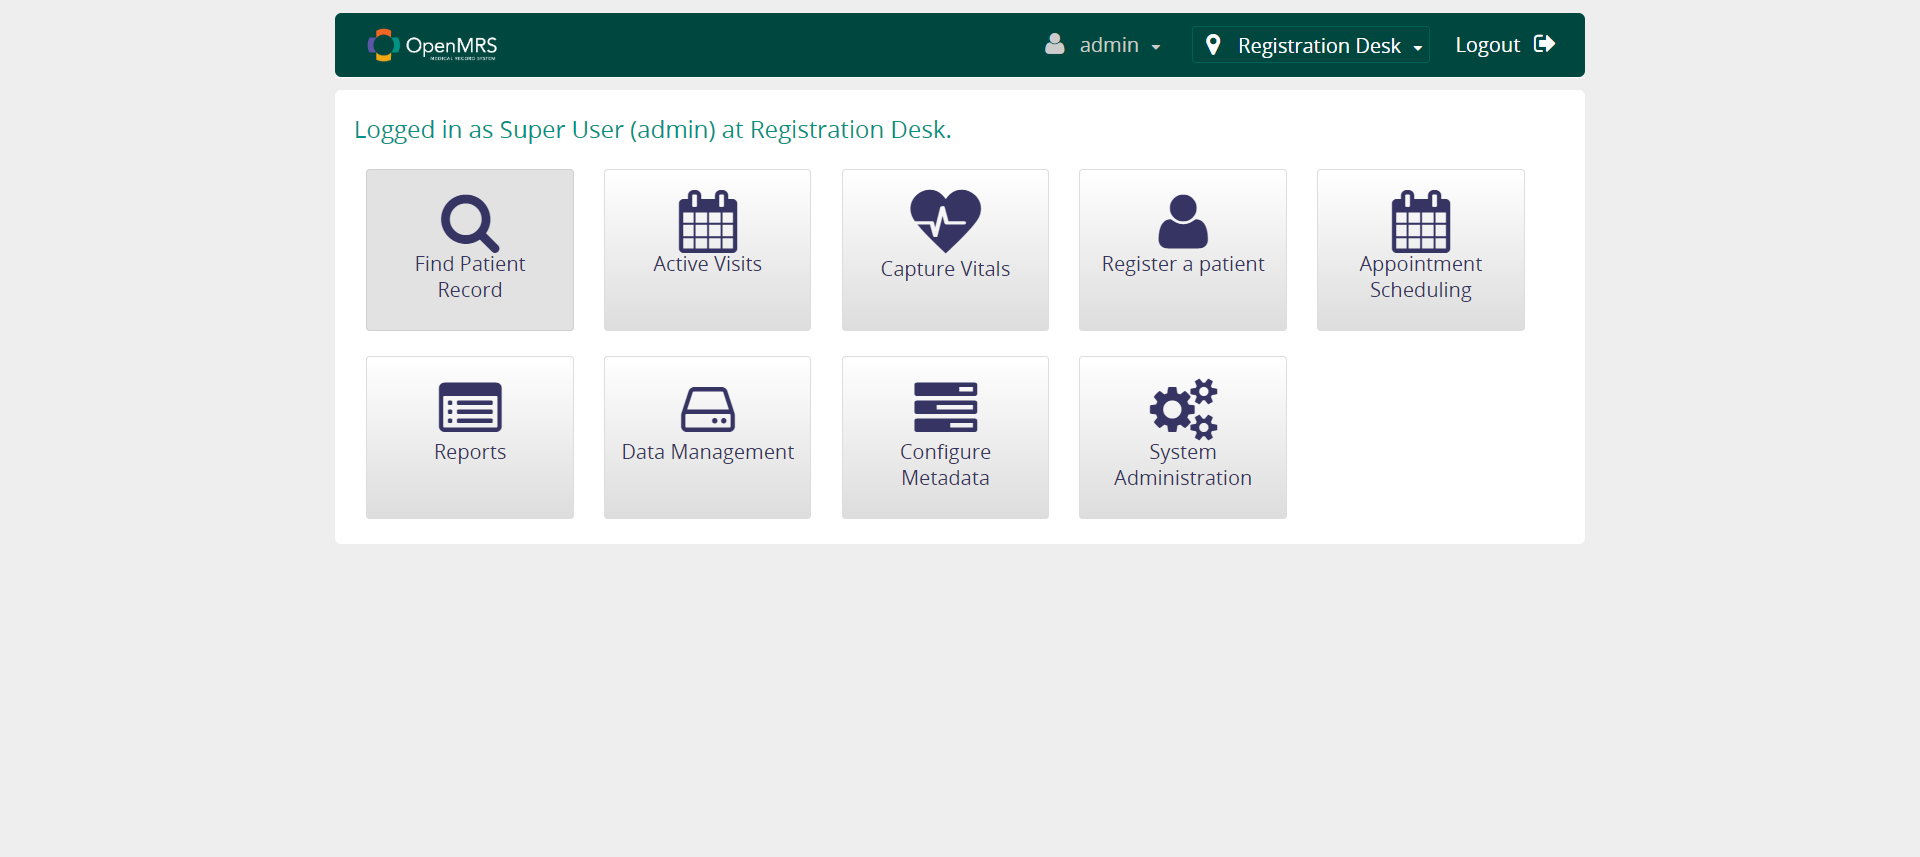 OpenMRS
MEDICAL RECORD SYSTEM
admin
Registration Desk
Logout
Logged in as Super User (admin) at Registration Desk.
Find Patient
Record
Active Visits
Capture Vitals
Register a patient
Appointment
Scheduling
Reports
Data Management
Configure
Metadata
System
Administration